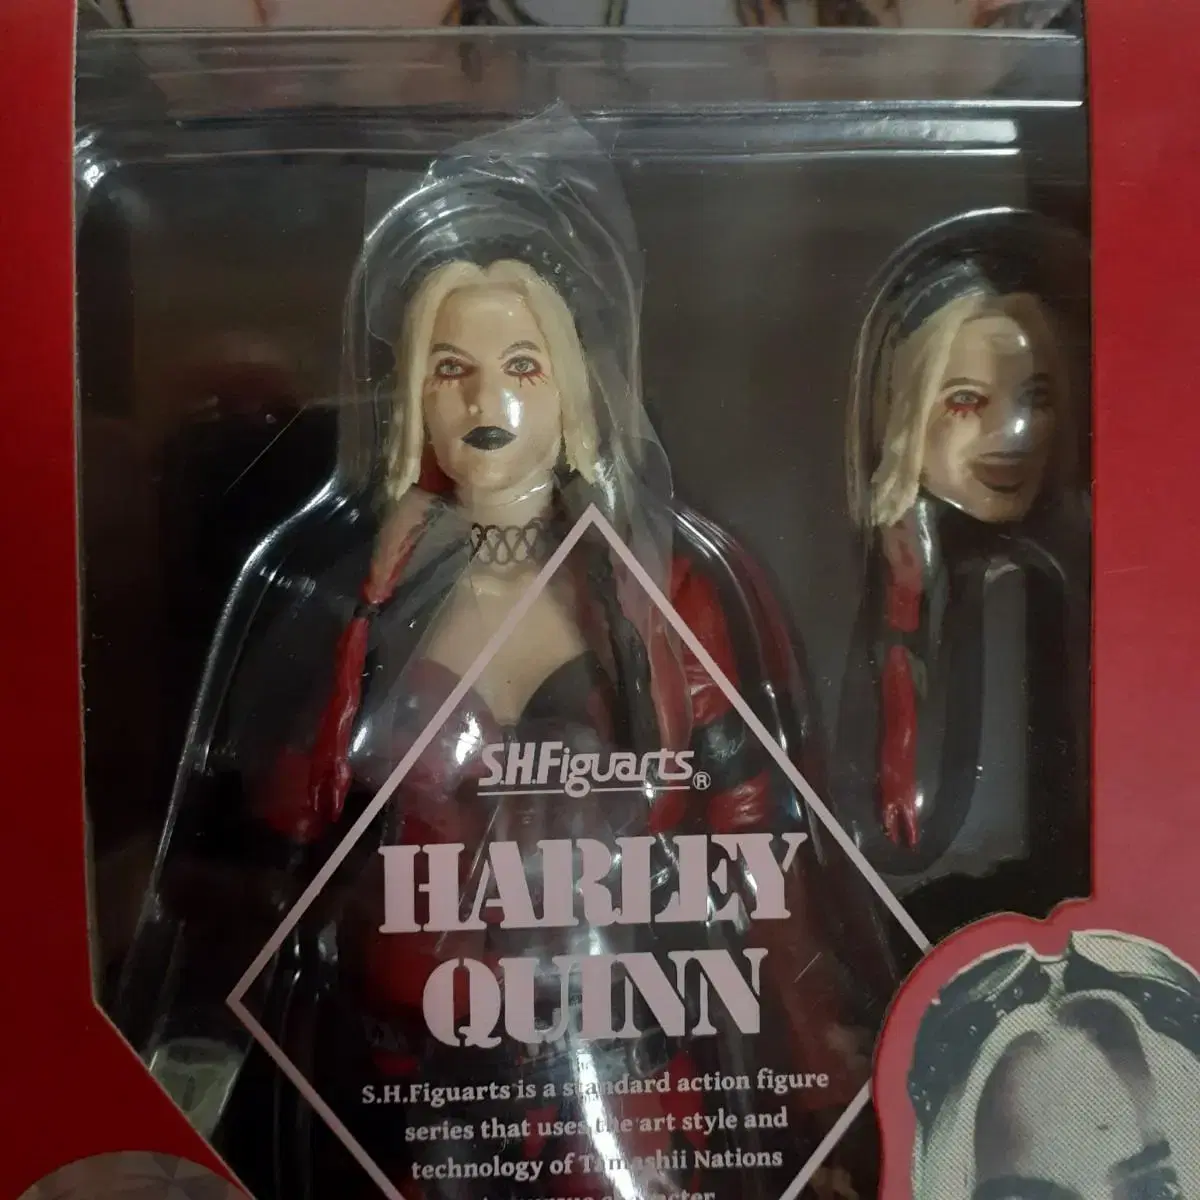 S.H.Figuarts®
HARLEY
QUINN
S.H.Figuarts is a standard action figure
series that uses the art style and
technology of Tamashii Nations
character